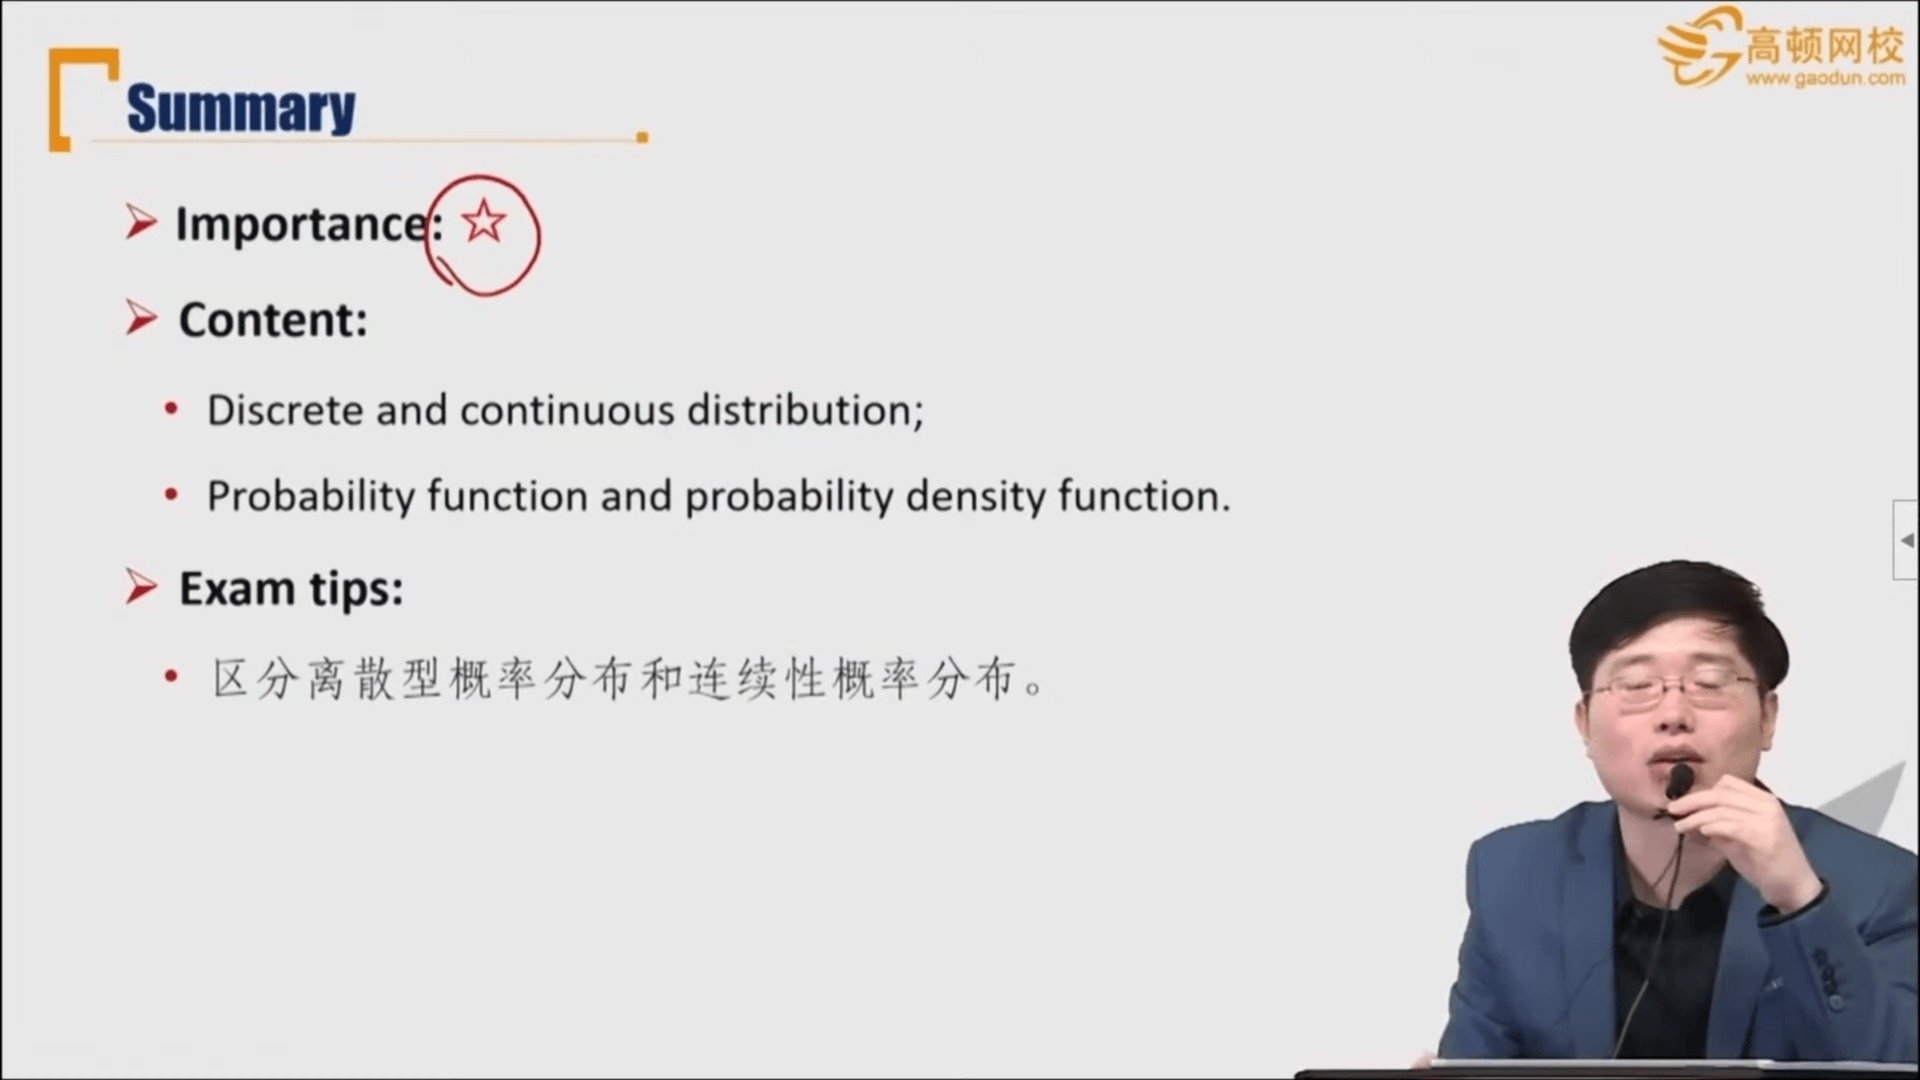 高顿网校
www.gaodun.com
Summary
Importance: ☆
Content:
Discrete and continuous distribution;
Probability function and probability density function.
Exam tips:
区分离散型概率分布和连续性概率分布。